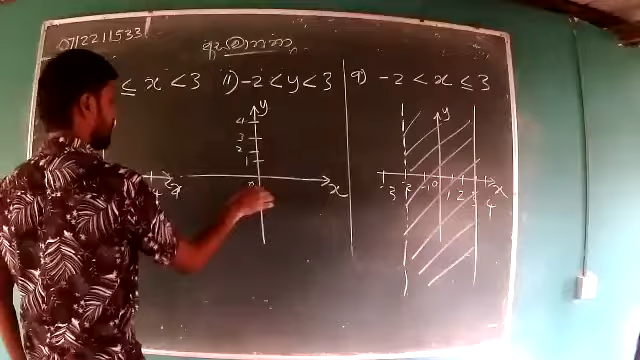 0712211533
≤ x < 3
ii) -2 < y < 3
-2 < x ≤ 3
y
4
3
2
1
x
x
y
-3 -2 -1 0 1 2 3 4 x